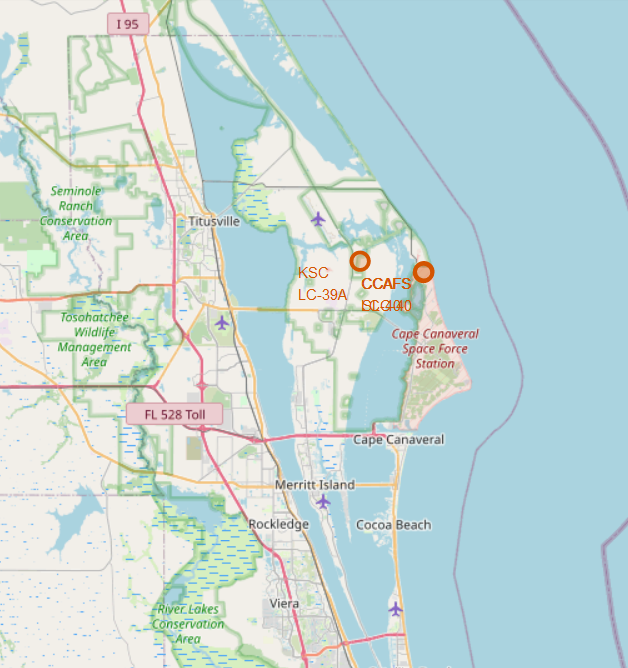 I 95
Seminole
Ranch
Conservation
Area
Titusville
KSC
LC-39A
CCAFS
Tosohatchee
Wildlife
Management
Area
Cape Canaveral
Space Force
Station
FL 528 Toll
Cape Canaveral
Merritt Island
Rockledge
Cocoa Beach
Viera
River Lakes
Conservation
Area